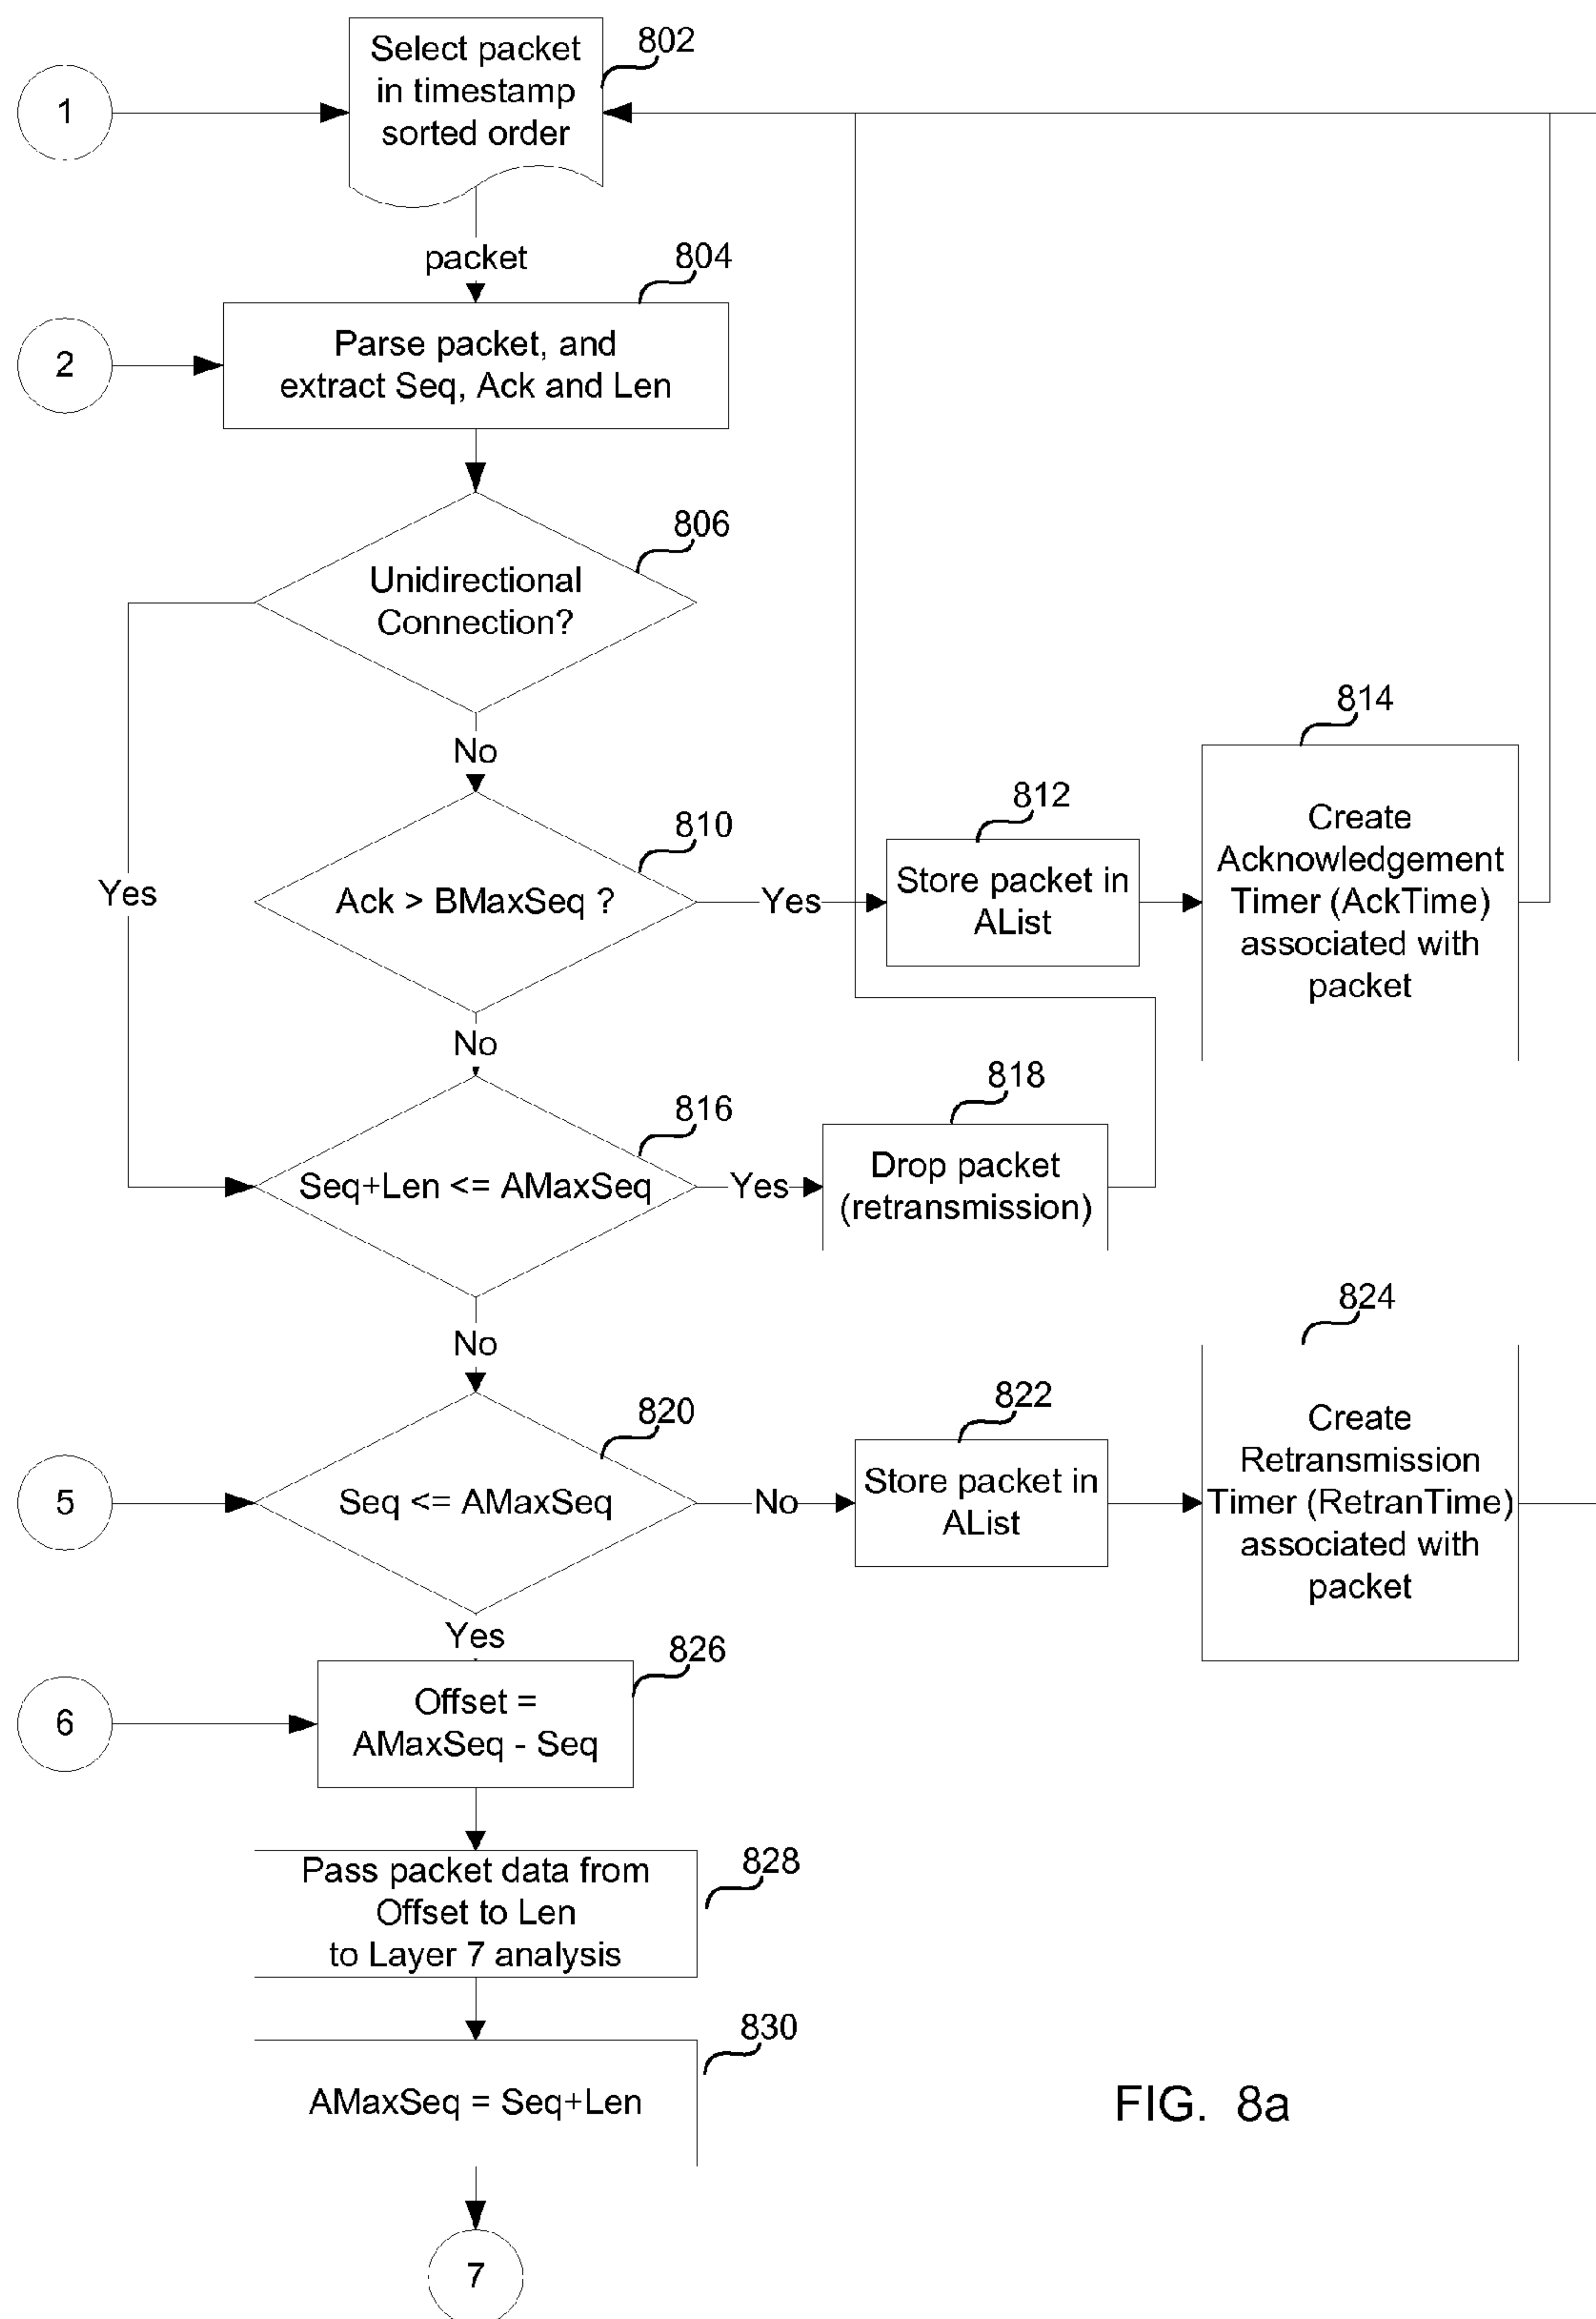 Select packet
in timestamp
sorted order
802
1
packet
804
2
Parse packet, and
extract Seq, Ack and Len
806
Unidirectional
Connection?
Yes
No
810
Ack > BMaxSeq ?
Yes
812
Store packet in
AList
814
Create
Acknowledgement
Timer (AckTime)
associated with
packet
No
816
Seq+Len <= AMaxSeq
Yes
818
Drop packet
(retransmission)
No
820
5
Seq <= AMaxSeq
No
822
Store packet in
AList
824
Create
Retransmission
Timer (RetranTime)
associated with
packet
Yes
826
6
Offset =
AMaxSeq - Seq
828
Pass packet data from
Offset to Len
to Layer 7 analysis
830
AMaxSeq = Seq+Len
FIG. 8a
7